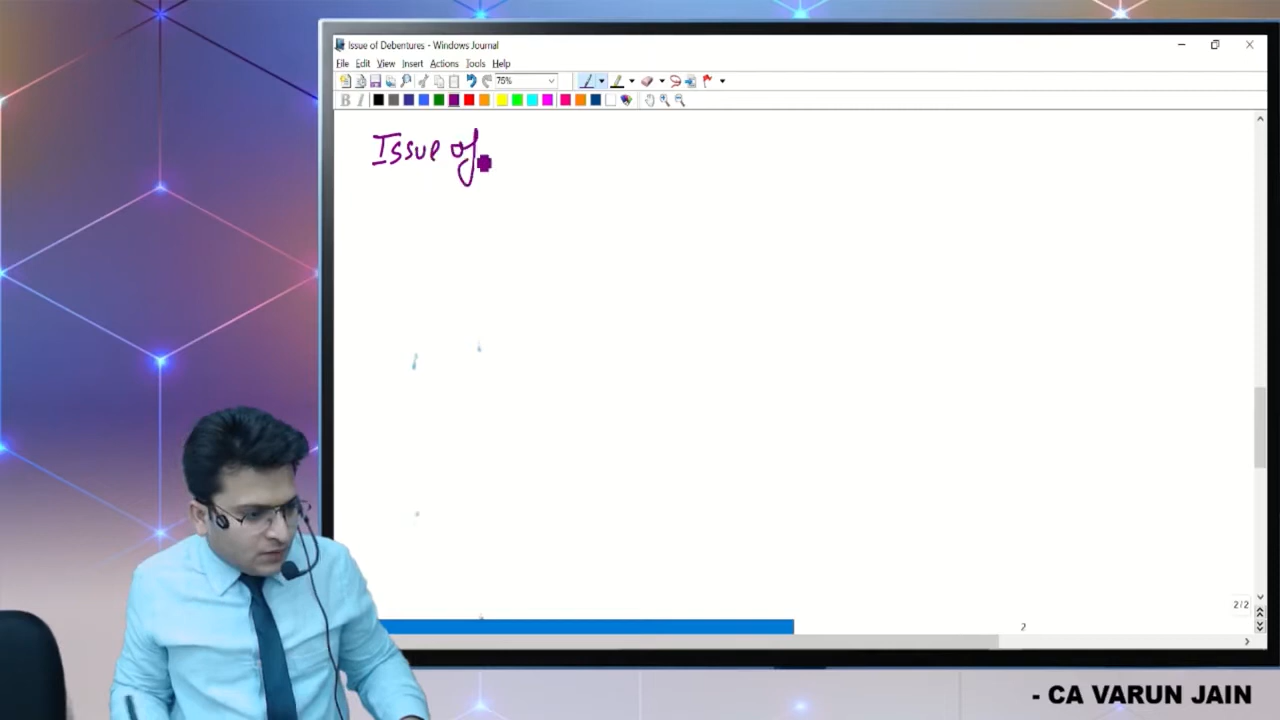 Issue of Debentures - Windows Journal
File Edit View Insert Actions Tools Help
75%
B I
Issue of
2/2
2
- CA VARUN JAIN